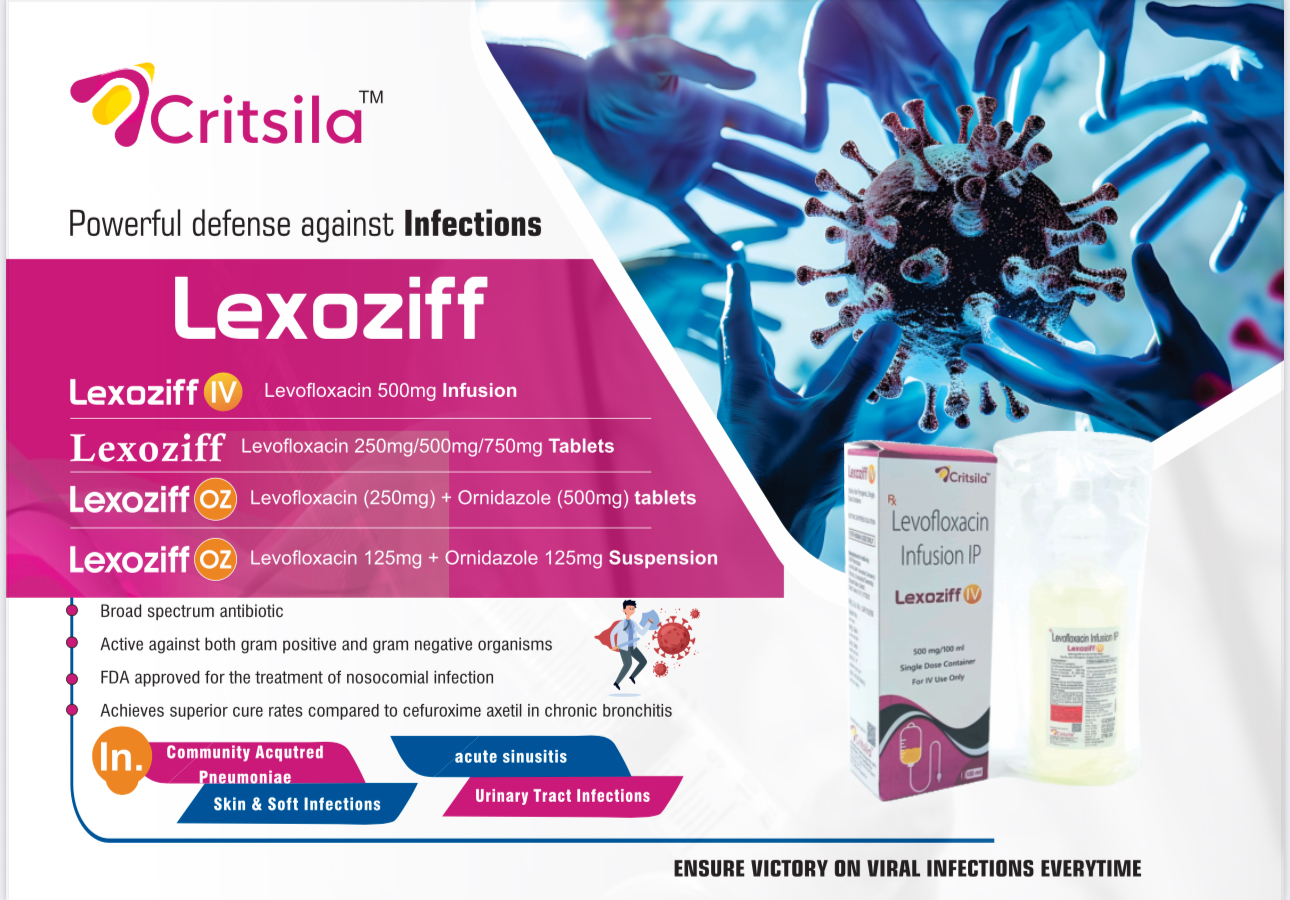 Critsila™
Powerful defense against Infections
Lexoziff
Lexoziff IV Levofloxacin 500mg Infusion
Lexoziff Levofloxacin 250mg/500mg/750mg Tablets
Lexoziff OZ Levofloxacin (250mg) + Ornidazole (500mg) tablets
Lexoziff OZ Levofloxacin 125mg + Ornidazole 125mg Suspension
Broad spectrum antibiotic
Active against both gram positive and gram negative organisms
FDA approved for the treatment of nosocomial infection
Achieves superior cure rates compared to cefuroxime axetil in chronic bronchitis
In.
Community Acqutred
Pneumoniae
acute sinusitis
Skin & Soft Infections
Urinary Tract Infections
Lexoziff IV
Critsila™
Rx
Levofloxacin
Infusion IP
Lexoziff IV
500 mg/100 ml
Single Dose Container
For IV Use Only
Levofloxacin Infusion IP
Lexoziff
ENSURE VICTORY ON VIRAL INFECTIONS EVERYTIME